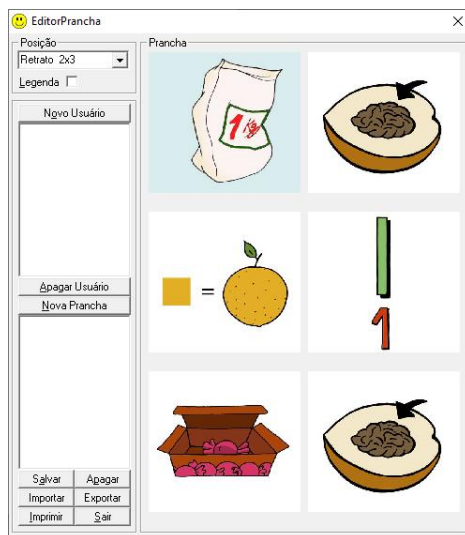 EditorPrancha
Posição
Retrato 2x3
Legenda
Novo Usuário
Apagar Usuário
Nova Prancha
Salvar Apagar
Importar Exportar
Imprimir Sair
Prancha
1 Kg
=
1